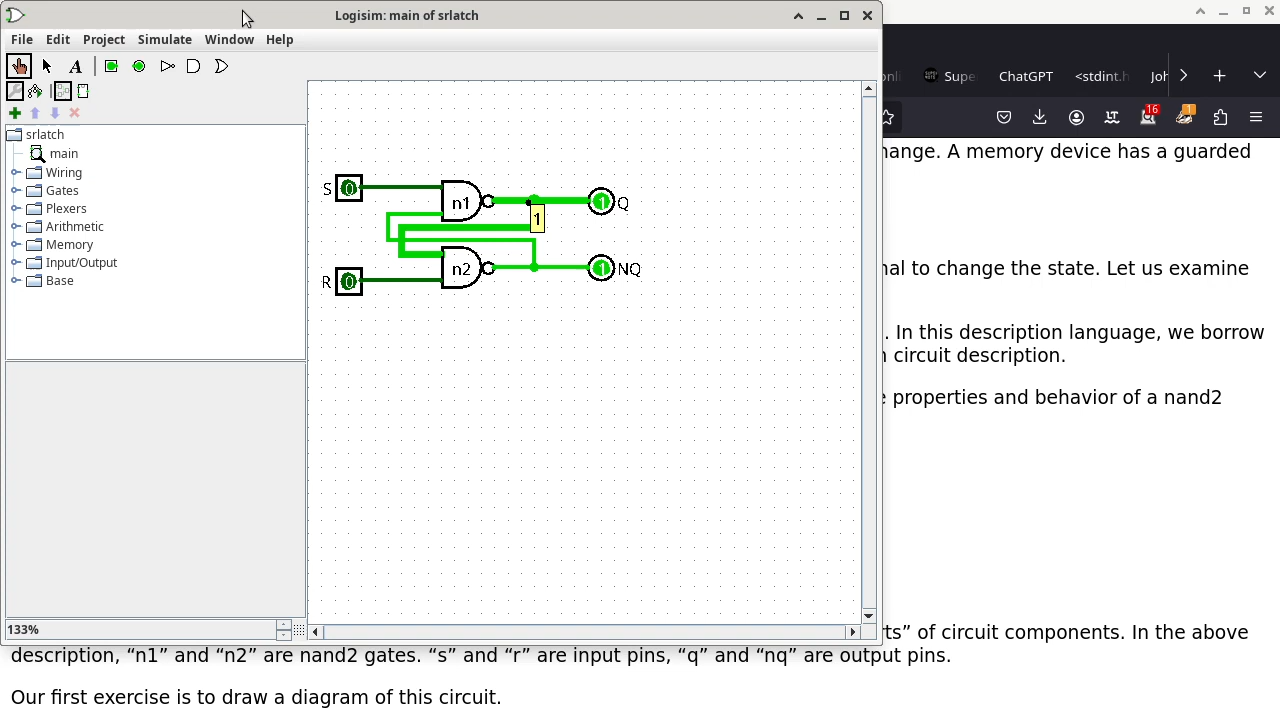 Logisim: main of srlatch
File Edit Project Simulate Window Help
onli Supe ChatGPT <stdint.h Joh
16 1
srlatch
main
Wiring
Gates
Plexers
Arithmetic
Memory
Input/Output
Base
S 0 n1 1 Q
1
R 0 n2 1 NQ
133%
hange. A memory device has a guarded
nal to change the state. Let us examine
. In this description language, we borrow
n circuit description.
e properties and behavior of a nand2
rts” of circuit components. In the above
description, “n1” and “n2” are nand2 gates. “s” and “r” are input pins, “q” and “nq” are output pins.
Our first exercise is to draw a diagram of this circuit.